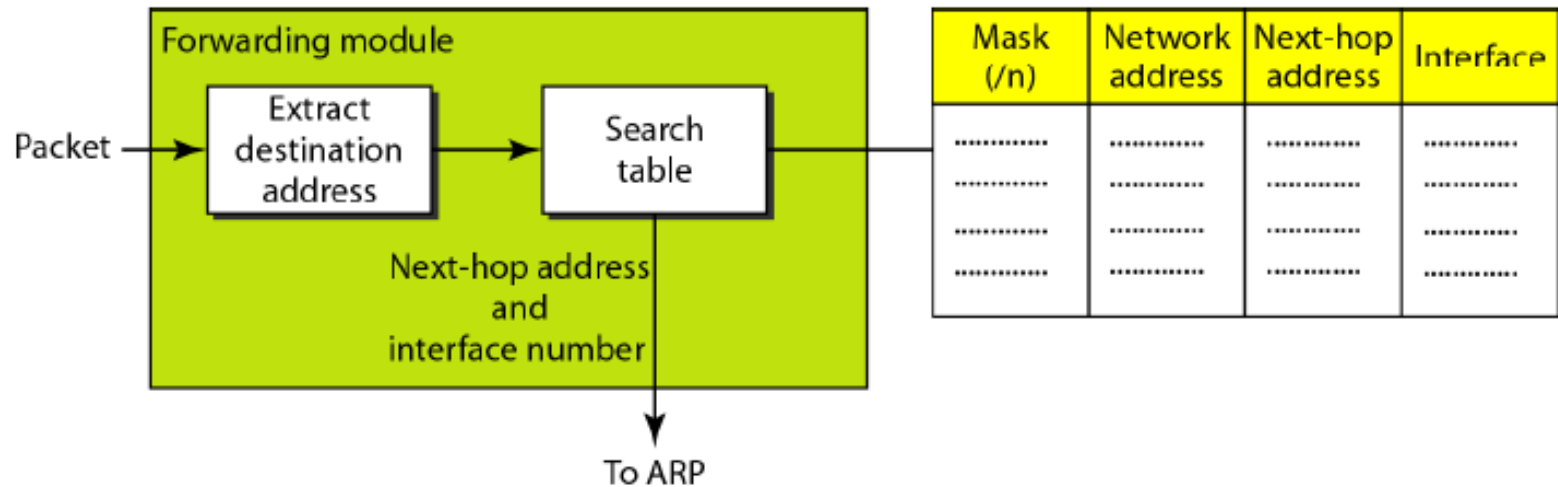 Forwarding module
Packet
Extract
destination
address
Search
table
Next-hop address
and
interface number
To ARP
Mask
(/n)
Network
address
Next-hop
address
Interface